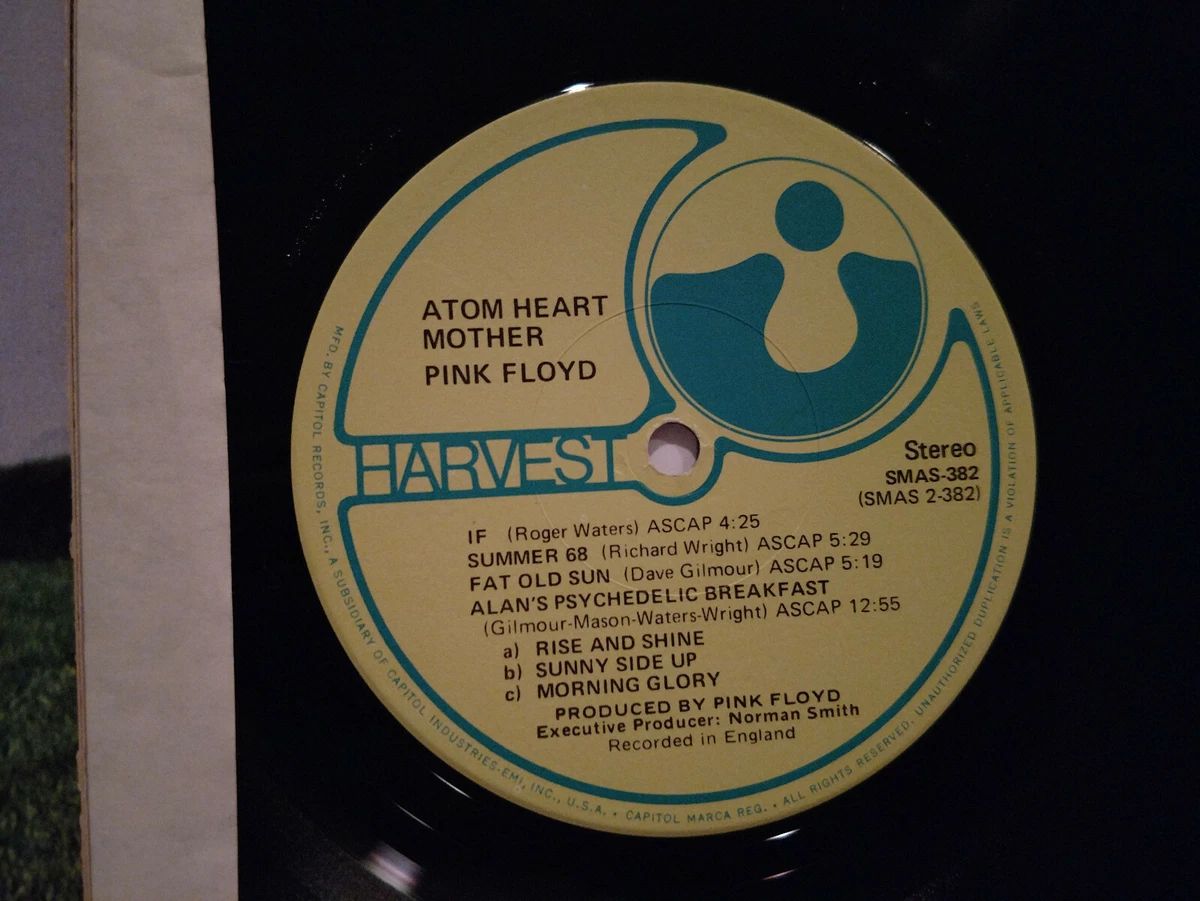 ATOM HEART
MOTHER
PINK FLOYD
HARVEST
Stereo
SMAS-382
(SMAS 2-382)
IF (Roger Waters) ASCAP 4:25
SUMMER 68 (Richard Wright) ASCAP 5:29
FAT OLD SUN (Dave Gilmour) ASCAP 5:19
ALAN'S PSYCHEDELIC BREAKFAST
(Gilmour-Mason-Waters-Wright) ASCAP 12:55
a) RISE AND SHINE
b) SUNNY SIDE UP
c) MORNING GLORY
PRODUCED BY PINK FLOYD
Executive Producer: Norman Smith
Recorded in England
MFD. BY CAPITOL RECORDS, INC., A SUBSIDIARY OF CAPITOL INDUSTRIES-EMI, INC., U.S.A. • CAPITOL MARCA REG. • ALL RIGHTS RESERVED. UNAUTHORIZED DUPLICATION IS A VIOLATION OF APPLICABLE LAWS